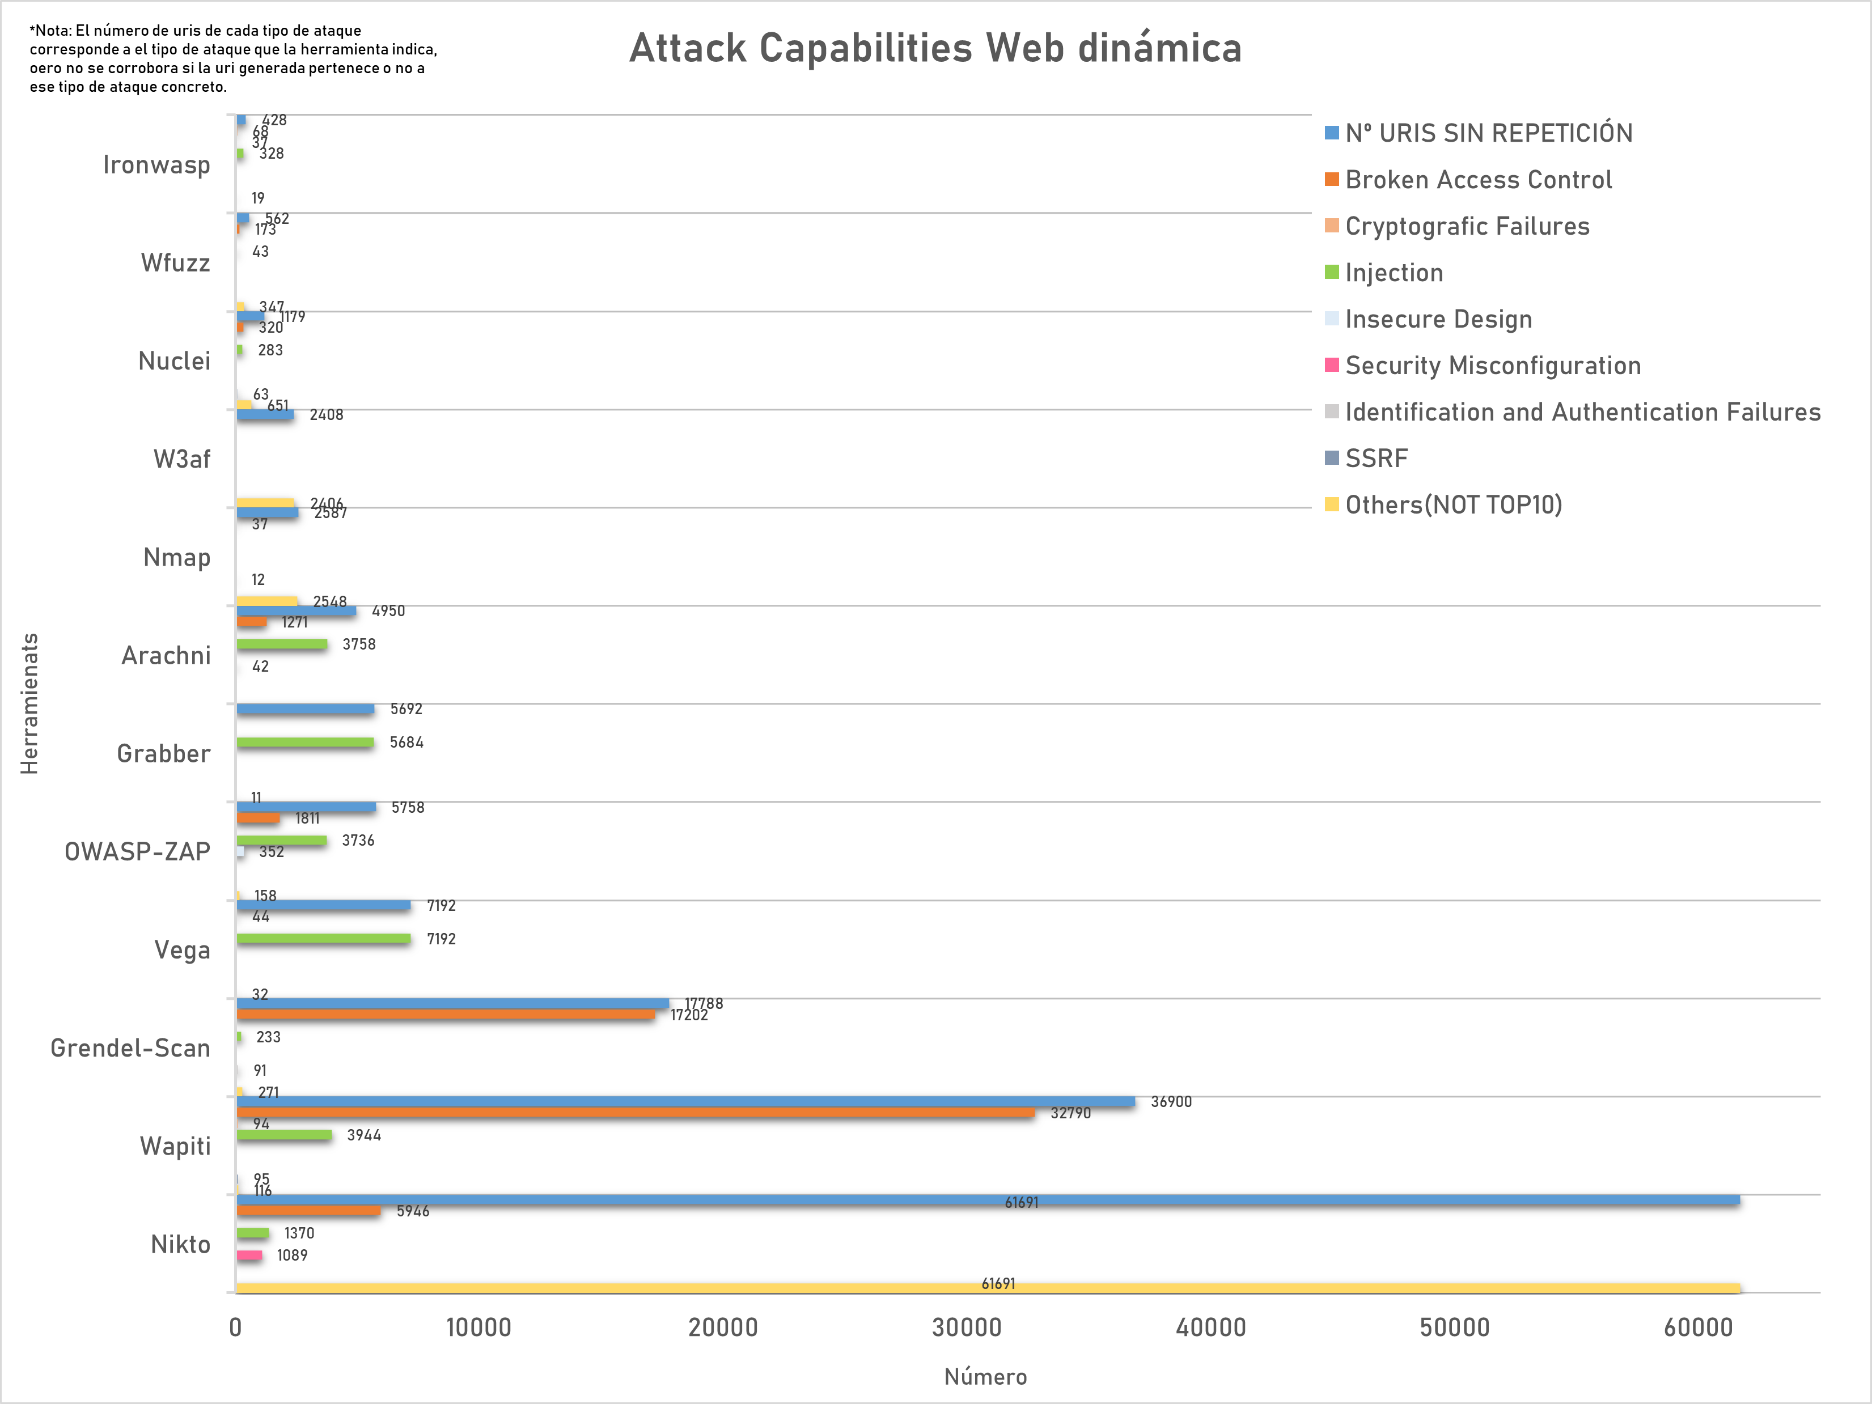 *Nota: El número de uris de cada tipo de ataque
corresponde a el tipo de ataque que la herramienta indica,
oero no se corrobora si la uri generada pertenece o no a
ese tipo de ataque concreto.
Attack Capabilities Web dinámica
Nº URIS SIN REPETICIÓN
Broken Access Control
Cryptografic Failures
Injection
Insecure Design
Security Misconfiguration
Identification and Authentication Failures
SSRF
Others(NOT TOP10)
Herramienats
Ironwasp
428
68
37
328
19
Wfuzz
562
173
43
347
Nuclei
1179
320
283
63
651
W3af
2408
2406
Nmap
2587
37
12
2548
Arachni
4950
1271
3758
42
Grabber
5692
5684
11
OWASP-ZAP
5758
1811
3736
352
158
Vega
7192
44
7192
32
Grendel-Scan
17788
17202
233
91
271
Wapiti
36900
32790
94
3944
95
116
Nikto
61691
5946
1370
1089
61691
0 10000 20000 30000 40000 50000 60000
Número